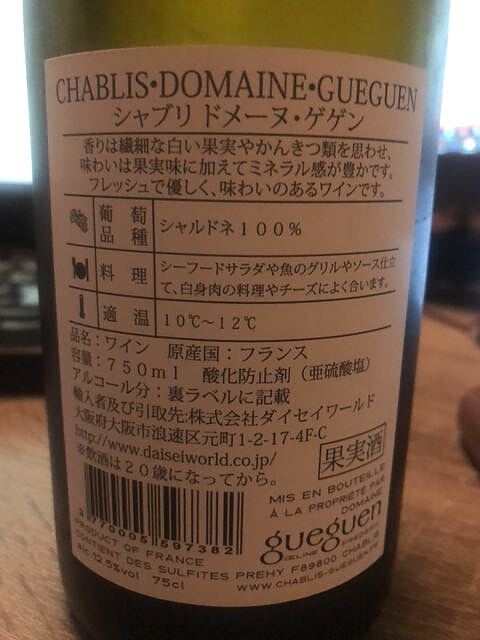 CHABLIS•DOMAINE•GUEGUEN
シャブリ ドメーヌ・ゲゲン
香りは繊細な白い果実やかんきつ類を思わせ、
味わいは果実味に加えてミネラル感が豊かです。
フレッシュで優しく、味わいのあるワインです。
葡萄品種 シャルドネ100%
料理 シーフードサラダや魚のグリルやソース仕立
て、白身肉の料理やチーズによく合います。
適温 10℃～12℃
品名：ワイン 原産国：フランス
容量：750ml 酸化防止剤（亜硫酸塩）
アルコール分：裏ラベルに記載
輸入者及び引取先:株式会社ダイセイワールド
大阪府大阪市浪速区元町1-2-17-4F-C
http://www.daiseiworld.co.jp/
※飲酒は20歳になってから。
果実酒
3 770005 597382
MIS EN BOUTEILLE
À LA PROPRIÉTÉ PAR
DOMAINE
gueguen
CÉLINE FRÉDÉRIC
PRODUCT OF FRANCE
CONTIENT DES SULFITES PREHY F89800 CHABLIS
alc.12.5%vol 75cl WWW.CHABLIS-GUEGUEN.FR